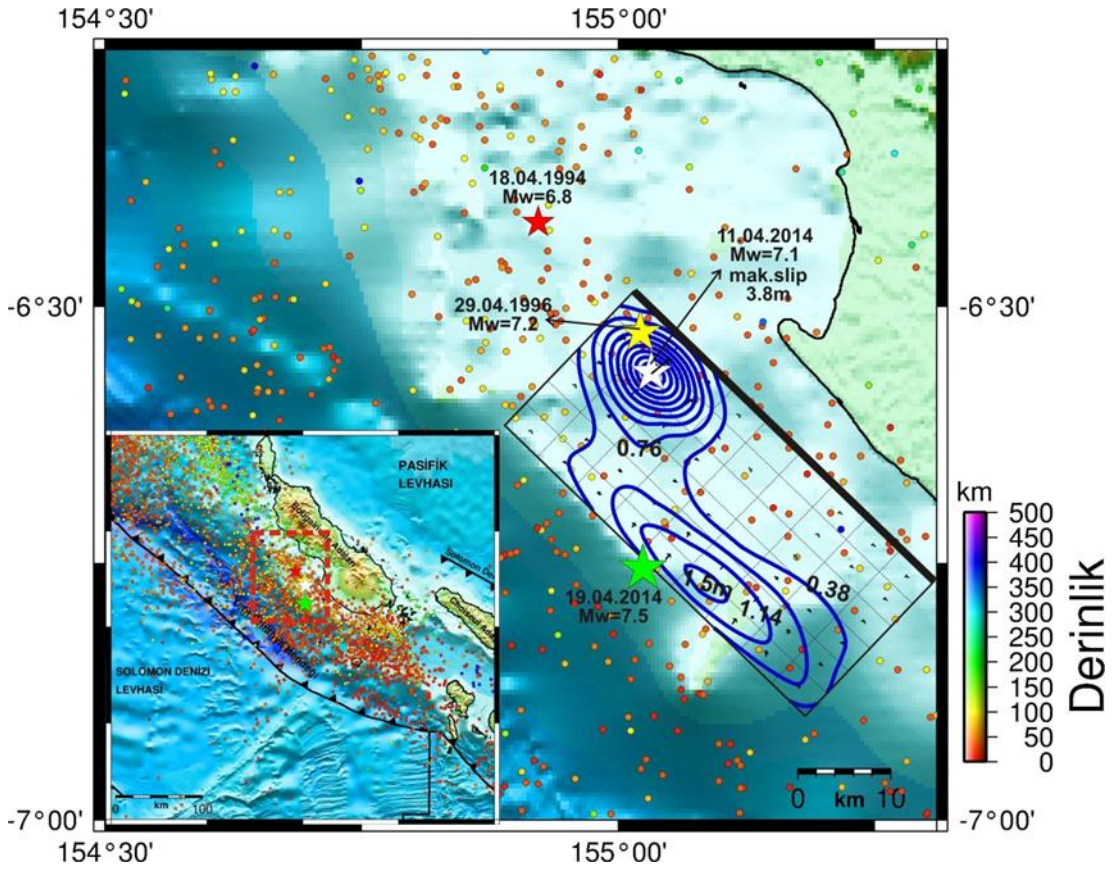 154°30'
155°00'
18.04.1994
Mw=6.8
11.04.2014
Mw=7.1
mak.slip
3.8m
-6°30'
29.04.1996
Mw=7.2
-6°30'
0.76
PASİFİK
LEVHASI
km
500
450
400
350
300
250
200
150
100
50
0
Derinlik
0.38
1.5m
1.14
19.04.2014
Mw=7.5
SOLOMON DENİZİ
LEVHASI
0
km
100
0
km
10
-7°00'
-7°00'
154°30'
155°00'